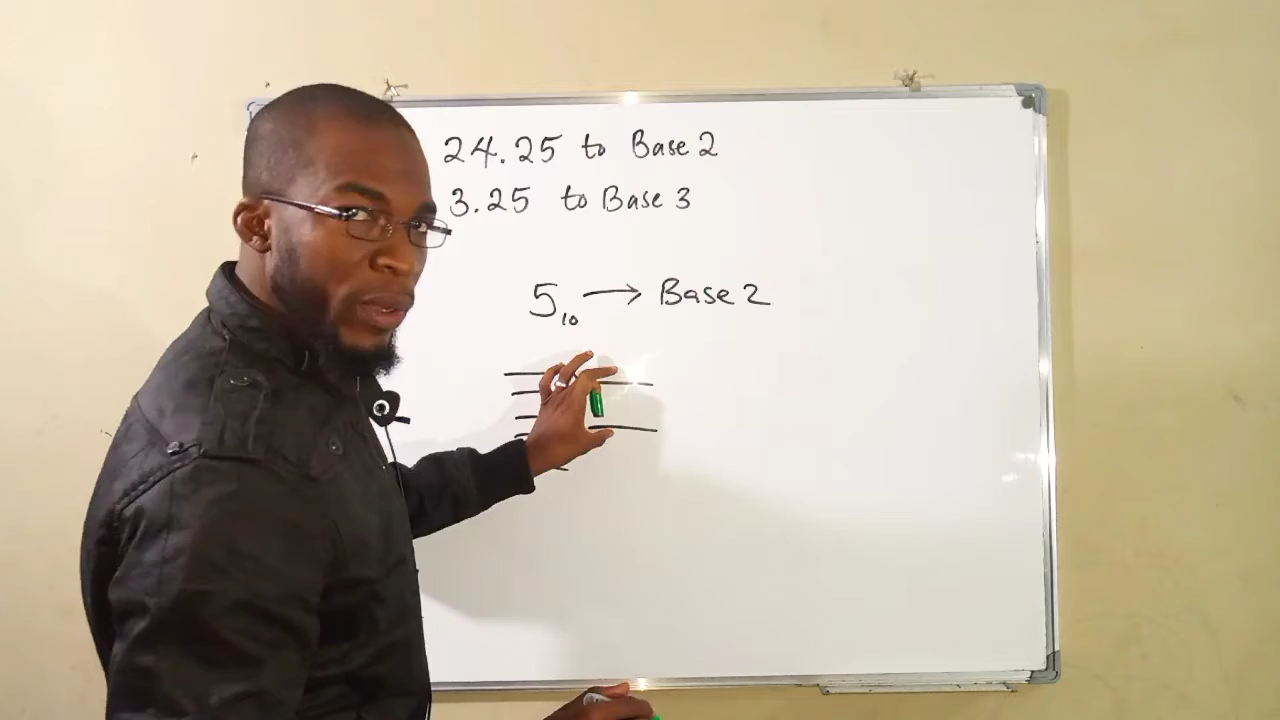 24.25 to Base 2
3.25 to Base 3
5₁₀ → Base 2